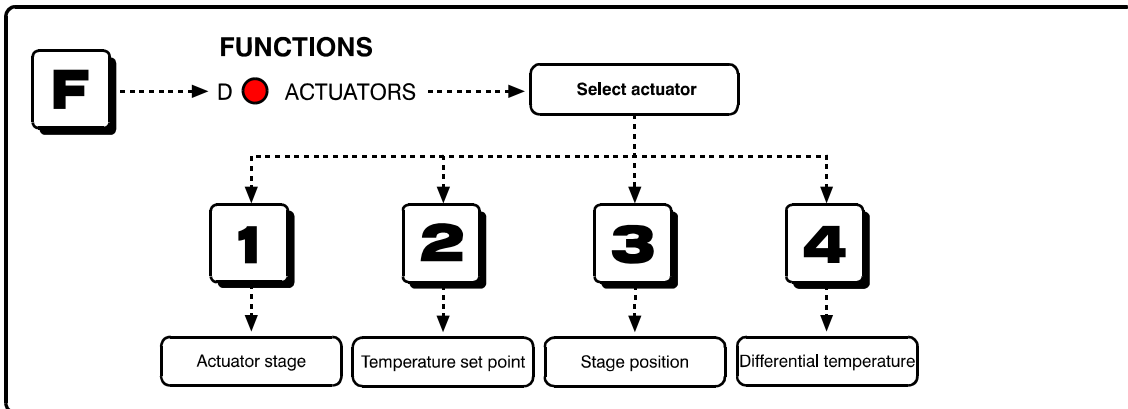 FUNCTIONS
F
D ACTUATORS
Select actuator
1 2 3 4
Actuator stage
Temperature set point
Stage position
Differential temperature